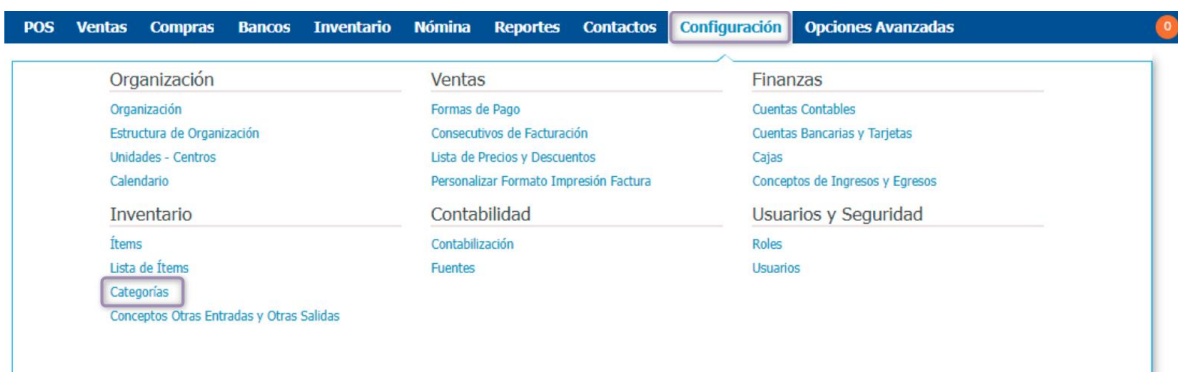 POS Ventas Compras Bancos Inventario Nómina Reportes Contactos Configuración Opciones Avanzadas 0
Organización
Organización
Estructura de Organización
Unidades - Centros
Calendario
Ventas
Formas de Pago
Consecutivos de Facturación
Lista de Precios y Descuentos
Personalizar Formato Impresión Factura
Finanzas
Cuentas Contables
Cuentas Bancarias y Tarjetas
Cajas
Conceptos de Ingresos y Egresos
Inventario
Ítems
Lista de Ítems
Categorías
Conceptos Otras Entradas y Otras Salidas
Contabilidad
Contabilización
Fuentes
Usuarios y Seguridad
Roles
Usuarios